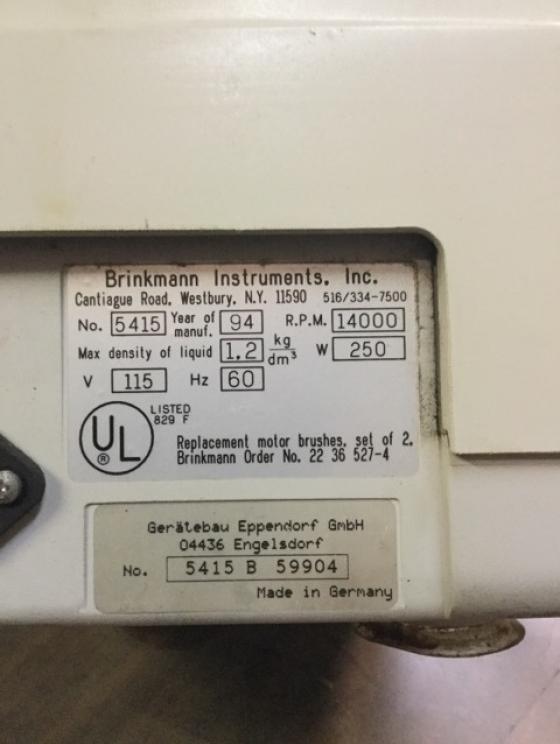 Brinkmann Instruments, Inc.
Cantiague Road, Westbury, N.Y. 11590 516/334-7500
No. 5415 Year of manuf. 94 R.P.M. 14000
Max density of liquid 1.2 kg/dm³ W 250
V 115 Hz 60
UL ® LISTED 829 F
Replacement motor brushes, set of 2,
Brinkmann Order No. 22 36 527-4
Gerätebau Eppendorf GmbH
04436 Engelsdorf
No. 5415 B 59904
Made in Germany